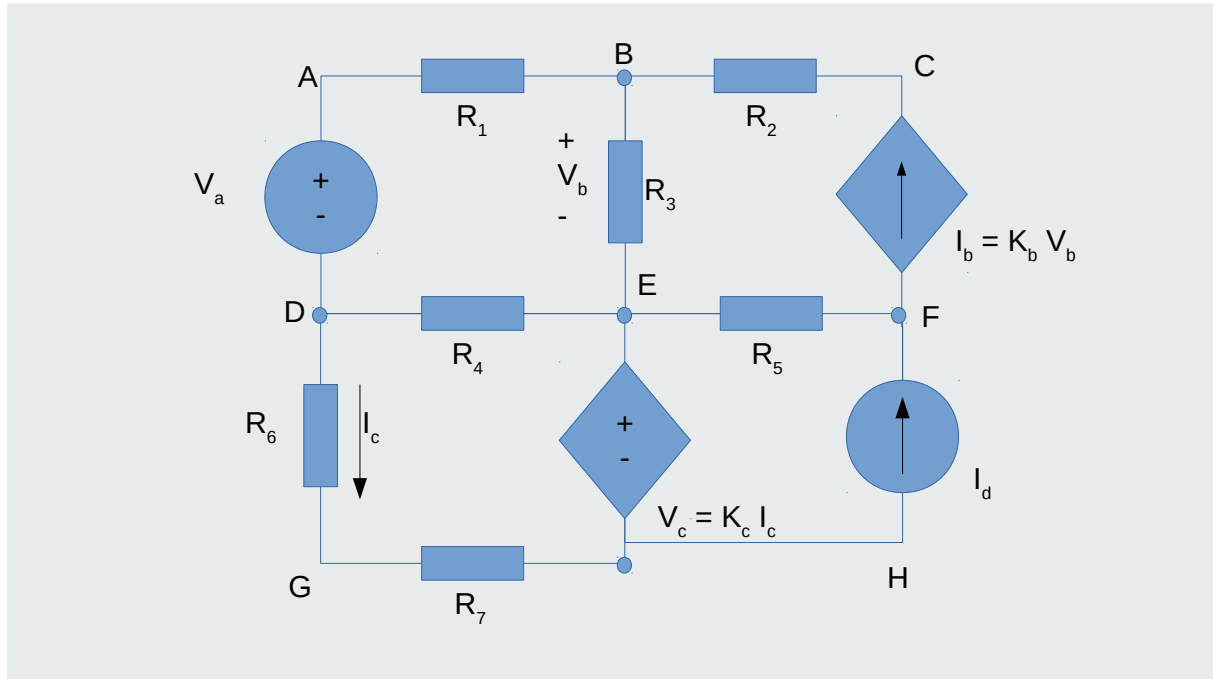 A
B
C
R1
R2
+
Vb
-
R3
Va
+
-
Ib = Kb Vb
D
E
F
R4
R5
R6
Ic
+
-
Id
Vc = Kc Ic
G
R7
H